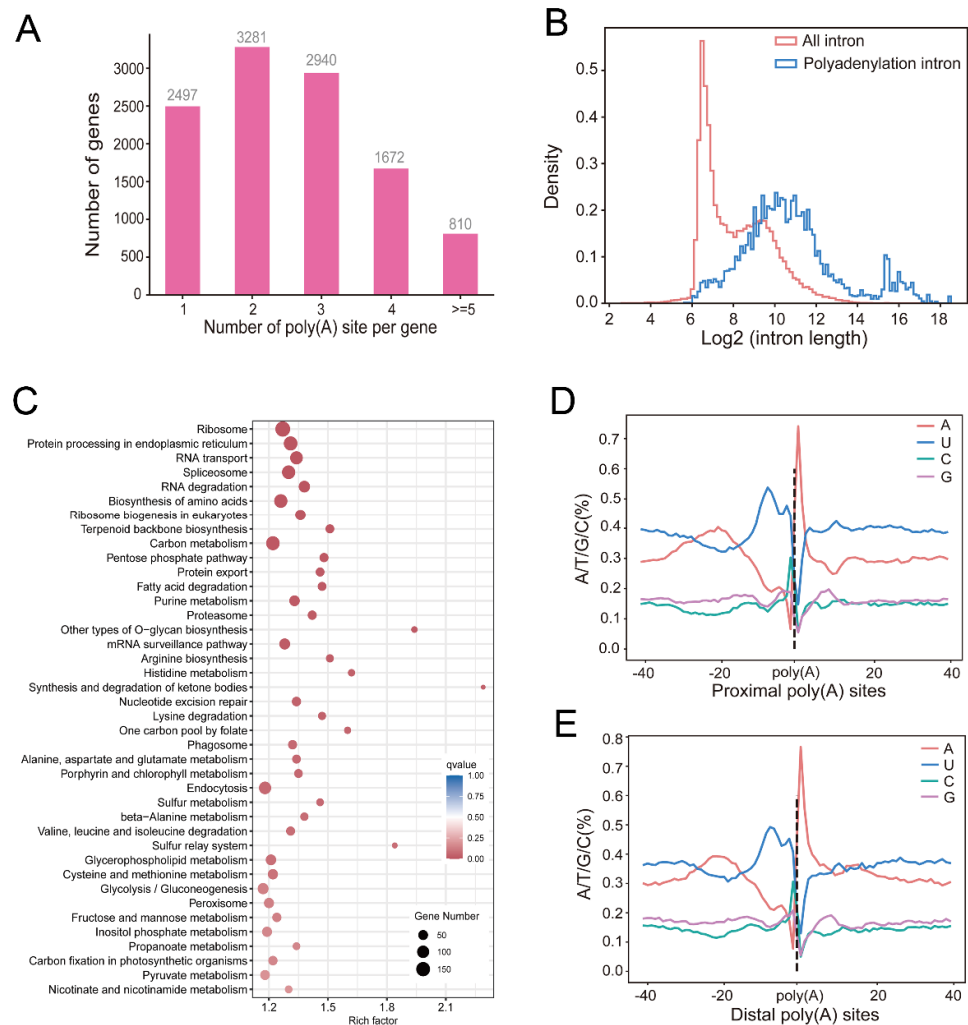 A
Number of genes
3000
2500
2000
1500
1000
500
0
2497
3281
2940
1672
810
1
2
3
4
>=5
Number of poly(A) site per gene
B
Density
0.5
0.4
0.3
0.2
0.1
0.0
All intron
Polyadenylation intron
2 4 6 8 10 12 14 16 18
Log2 (intron length)
C
Ribosome
Protein processing in endoplasmic reticulum
RNA transport
Spliceosome
RNA degradation
Biosynthesis of amino acids
Ribosome biogenesis in eukaryotes
Terpenoid backbone biosynthesis
Carbon metabolism
Pentose phosphate pathway
Protein export
Fatty acid degradation
Purine metabolism
Proteasome
Other types of O-glycan biosynthesis
mRNA surveillance pathway
Arginine biosynthesis
Histidine metabolism
Synthesis and degradation of ketone bodies
Nucleotide excision repair
Lysine degradation
One carbon pool by folate
Phagosome
Alanine, aspartate and glutamate metabolism
Porphyrin and chlorophyll metabolism
Endocytosis
Sulfur metabolism
beta-Alanine metabolism
Valine, leucine and isoleucine degradation
Sulfur relay system
Glycerophospholipid metabolism
Cysteine and methionine metabolism
Glycolysis / Gluconeogenesis
Peroxisome
Fructose and mannose metabolism
Inositol phosphate metabolism
Propanoate metabolism
Carbon fixation in photosynthetic organisms
Pyruvate metabolism
Nicotinate and nicotinamide metabolism
qvalue
1.00
0.75
0.50
0.25
0.00
Gene Number
50
100
150
1.2 1.5 1.8 2.1
Rich factor
D
A/T/G/C(%)
0.7
0.6
0.5
0.4
0.3
0.2
0.1
0.0
A
U
C
G
-40 -20 poly(A) 20 40
Proximal poly(A) sites
E
A/T/G/C(%)
0.8
0.7
0.6
0.5
0.4
0.3
0.2
0.1
0.0
A
U
C
G
-40 -20 poly(A) 20 40
Distal poly(A) sites